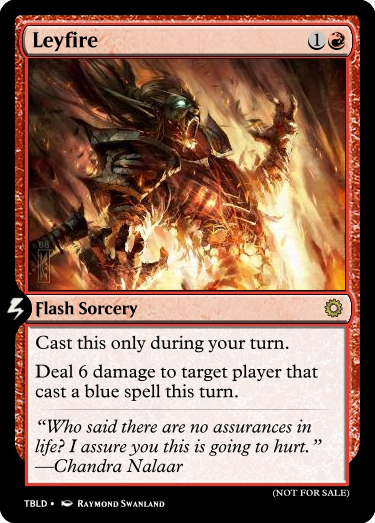 Leyfire 1
Flash Sorcery
Cast this only during your turn.
Deal 6 damage to target player that
cast a blue spell this turn.
“Who said there are no assurances in
life? I assure you this is going to hurt.”
—Chandra Nalaar
(NOT FOR SALE)
TBLD • Raymond Swanland